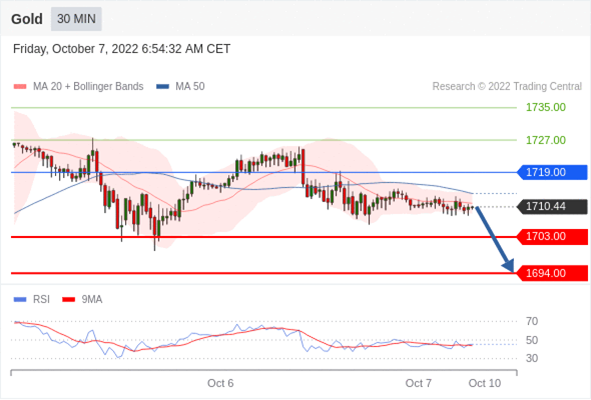 Gold 30 MIN
Friday, October 7, 2022 6:54:32 AM CET
MA 20 + Bollinger Bands MA 50
Research © 2022 Trading Central
1735.00
1727.00
1719.00
1710.44
1703.00
1694.00
RSI 9MA
70
50
30
Oct 6 Oct 7 Oct 10